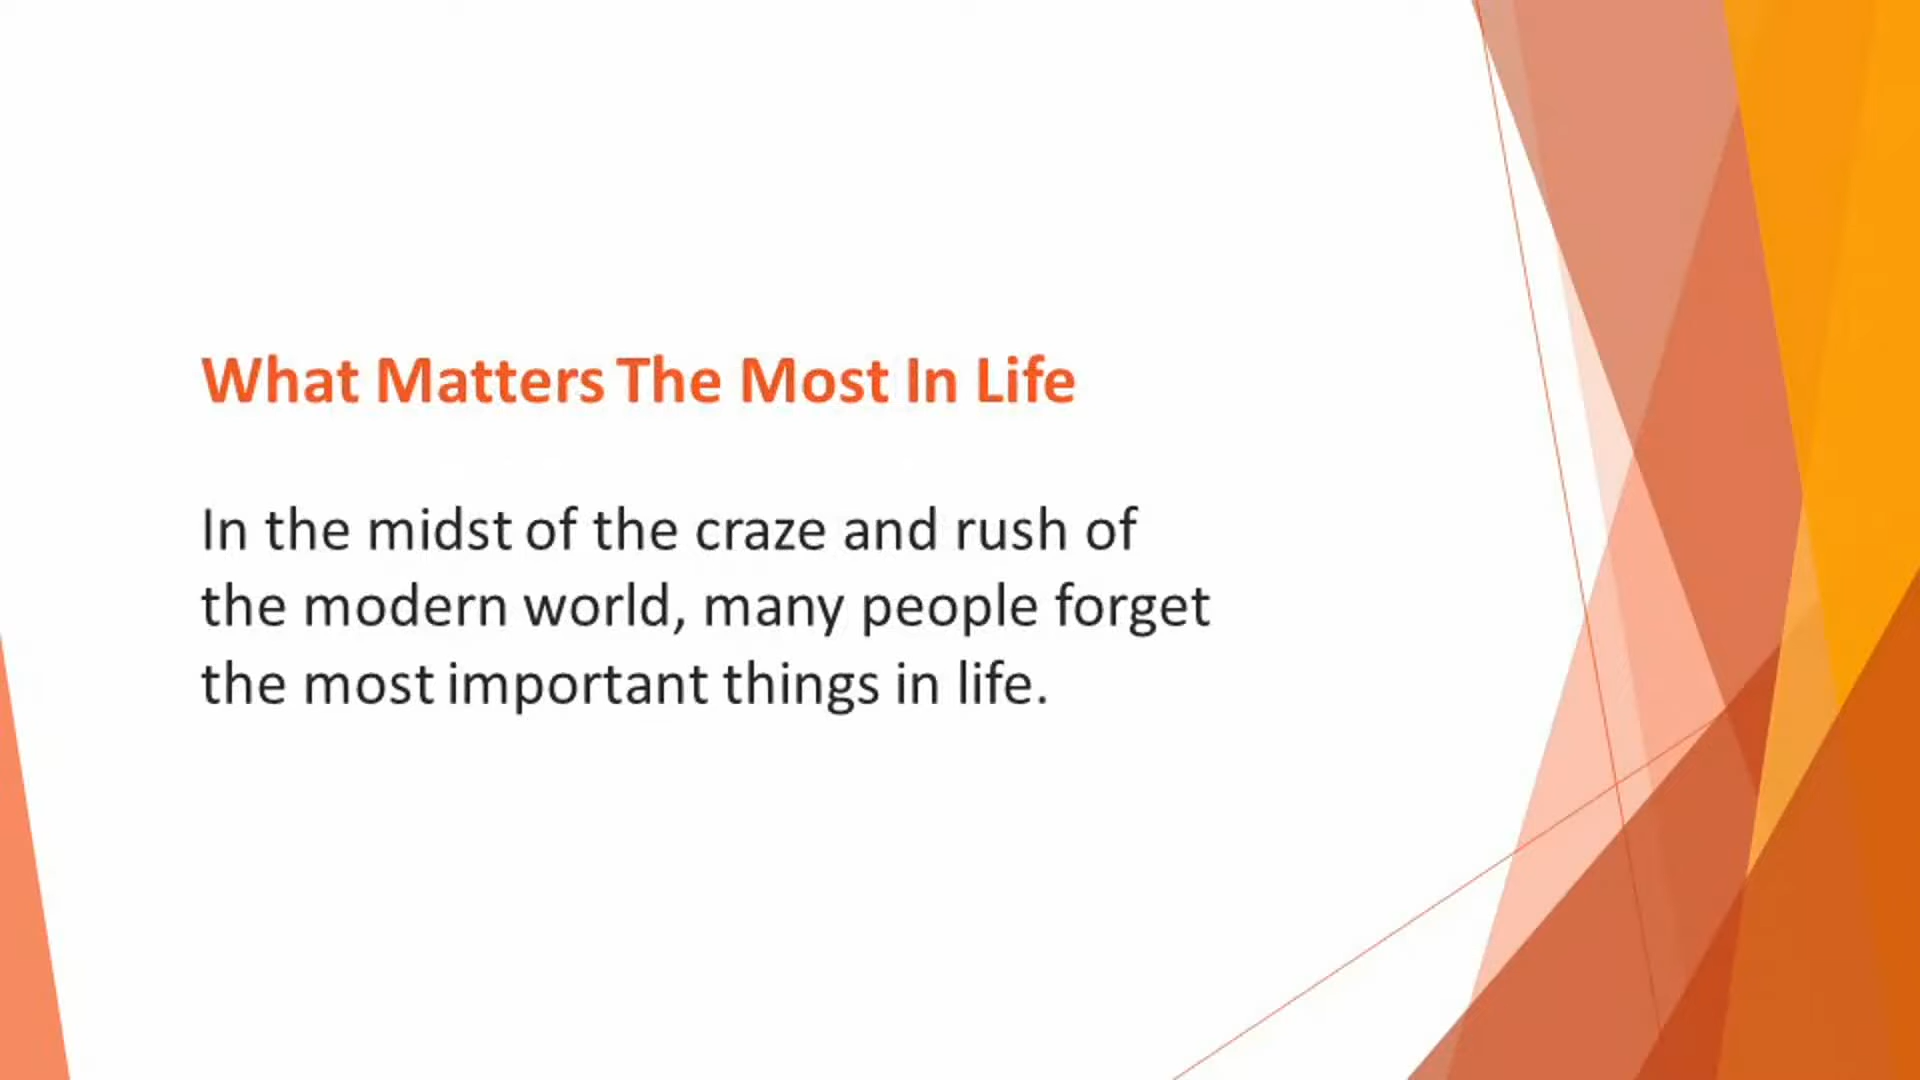 What Matters The Most In Life
In the midst of the craze and rush of
the modern world, many people forget
the most important things in life.